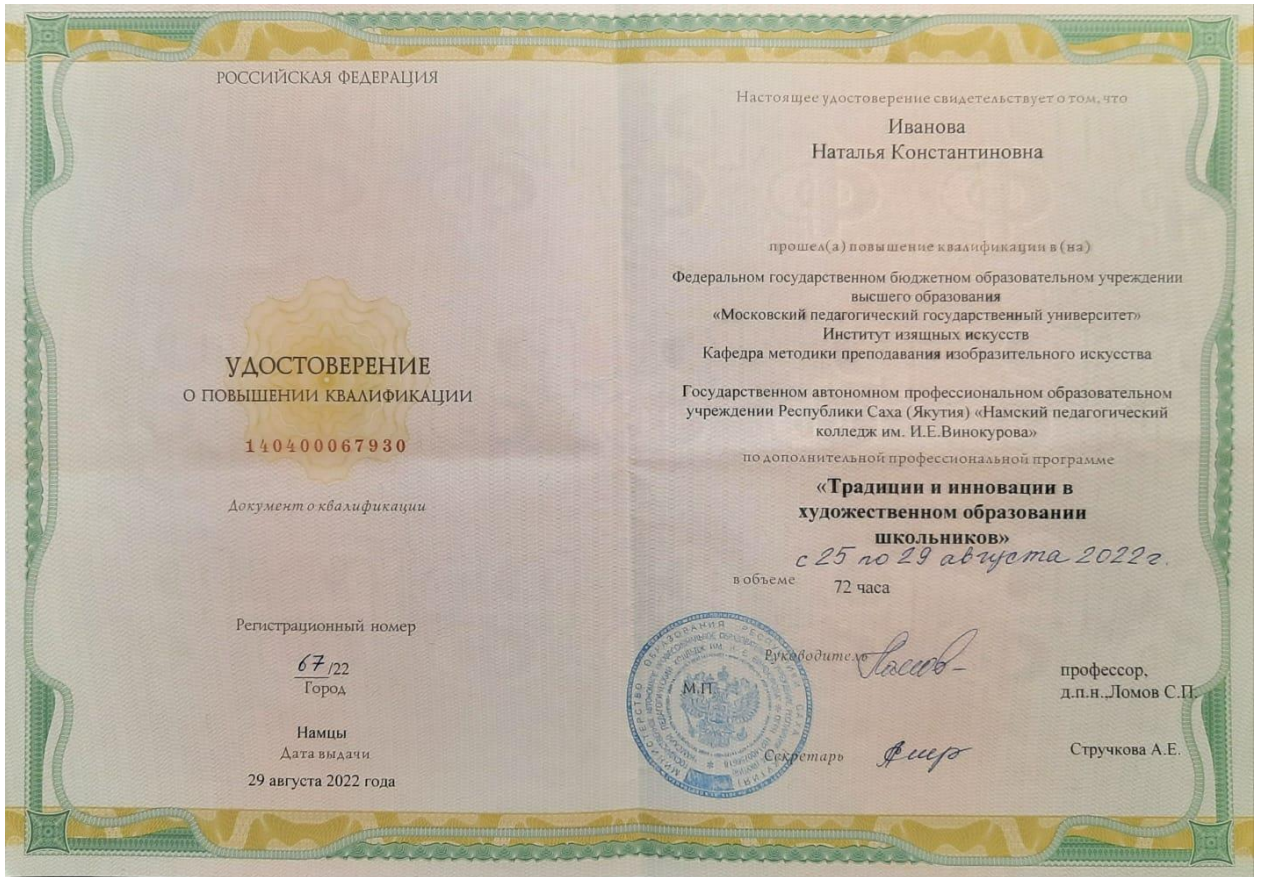 РОССИЙСКАЯ ФЕДЕРАЦИЯ
УДОСТОВЕРЕНИЕ
О ПОВЫШЕНИИ КВАЛИФИКАЦИИ
140400067930
Документ о квалификации
Регистрационный номер
67/22
Город
Намцы
Дата выдачи
29 августа 2022 года
Настоящее удостоверение свидетельствует о том, что
Иванова
Наталья Константиновна
прошел(а) повышение квалификации в (на)
Федеральном государственном бюджетном образовательном учреждении
высшего образования
«Московский педагогический государственный университет»
Институт изящных искусств
Кафедра методики преподавания изобразительного искусства
Государственном автономном профессиональном образовательном
учреждении Республики Саха (Якутия) «Намский педагогический
колледж им. И.Е.Винокурова»
по дополнительной профессиональной программе
«Традиции и инновации в
художественном образовании
школьников»
с 25 по 29 августа 2022г.
в объеме
72 часа
Руководитель
профессор,
д.п.н.,Ломов С.П.
М.П.
Секретарь
Стручкова А.Е.